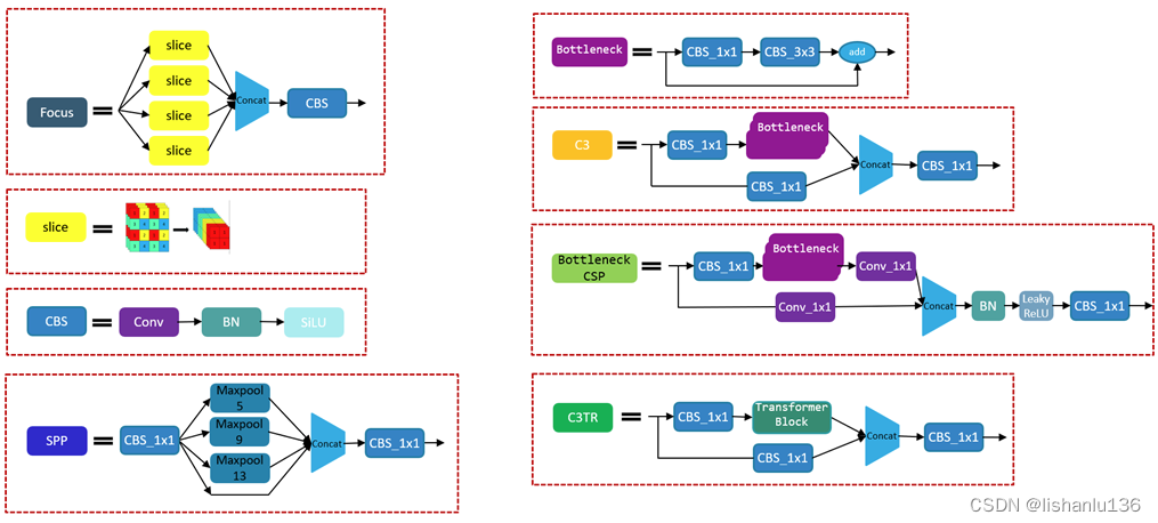 Focus
=
slice
slice
slice
slice
Concat
CBS
slice
=
CBS
=
Conv
BN
SiLU
SPP
=
CBS_1x1
Maxpool
5
Maxpool
9
Maxpool
13
Concat
CBS_1x1
Bottleneck
=
CBS_1x1
CBS_3x3
add
C3
=
CBS_1x1
Bottleneck
CBS_1x1
Concat
CBS_1x1
Bottleneck
CSP
=
CBS_1x1
Bottleneck
Conv_1x1
Conv_1x1
Concat
BN
Leaky
ReLU
CBS_1x1
C3TR
=
CBS_1x1
Transformer
Block
CBS_1x1
Concat
CBS_1x1
CSDN @lishanlu136